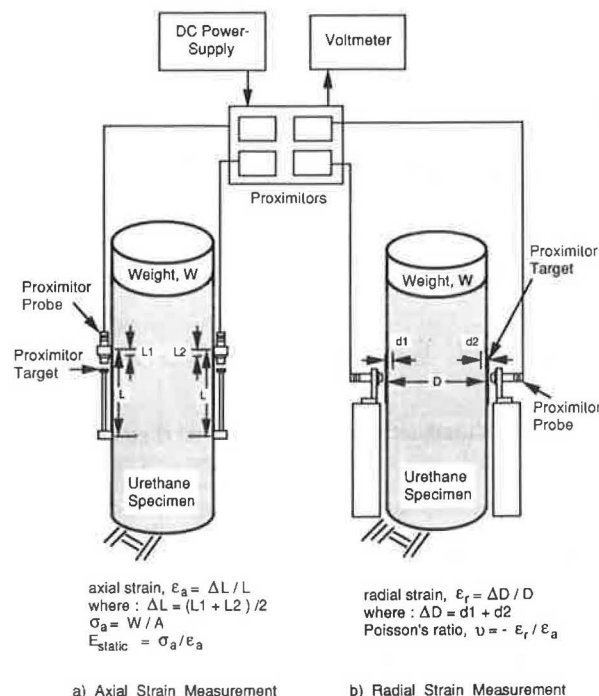 DC Power-
Supply
Voltmeter
Proximitors
Weight, W
Proximitor
Probe
Proximitor
Target
L1
L2
L
L
Urethane
Specimen
Weight, W
Proximitor
Target
d1
d2
D
Proximitor
Probe
Urethane
Specimen
axial strain, εa = ΔL / L
where : ΔL = (L1 + L2 ) /2
σa = W / A
Estatic = σa / εa
a) Axial Strain Measurement
radial strain, εr = ΔD / D
where : ΔD = d1 + d2
Poisson's ratio, υ = - εr / εa
b) Radial Strain Measurement